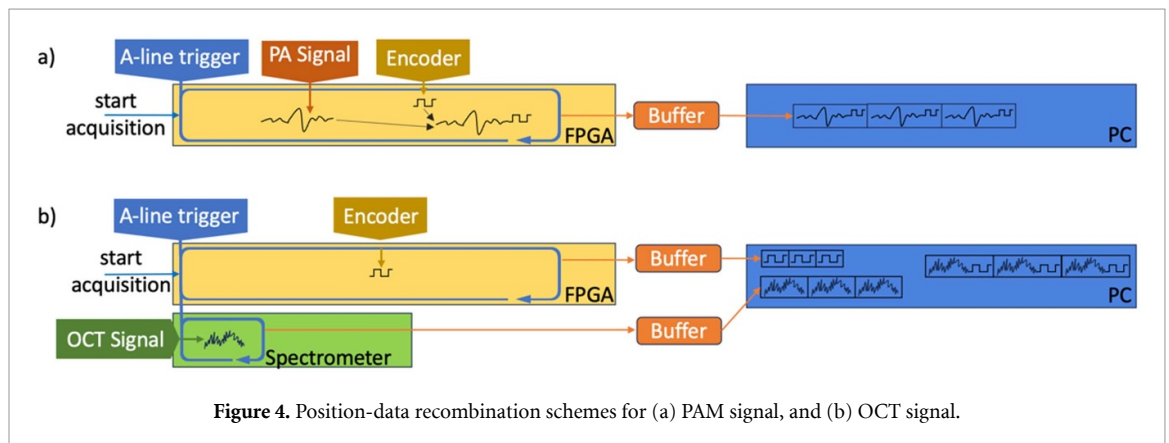 a)
A-line trigger
PA Signal
Encoder
start
acquisition
FPGA
Buffer
PC
b)
A-line trigger
Encoder
start
acquisition
FPGA
Buffer
PC
OCT Signal
Spectrometer
Buffer
Figure 4. Position-data recombination schemes for (a) PAM signal, and (b) OCT signal.